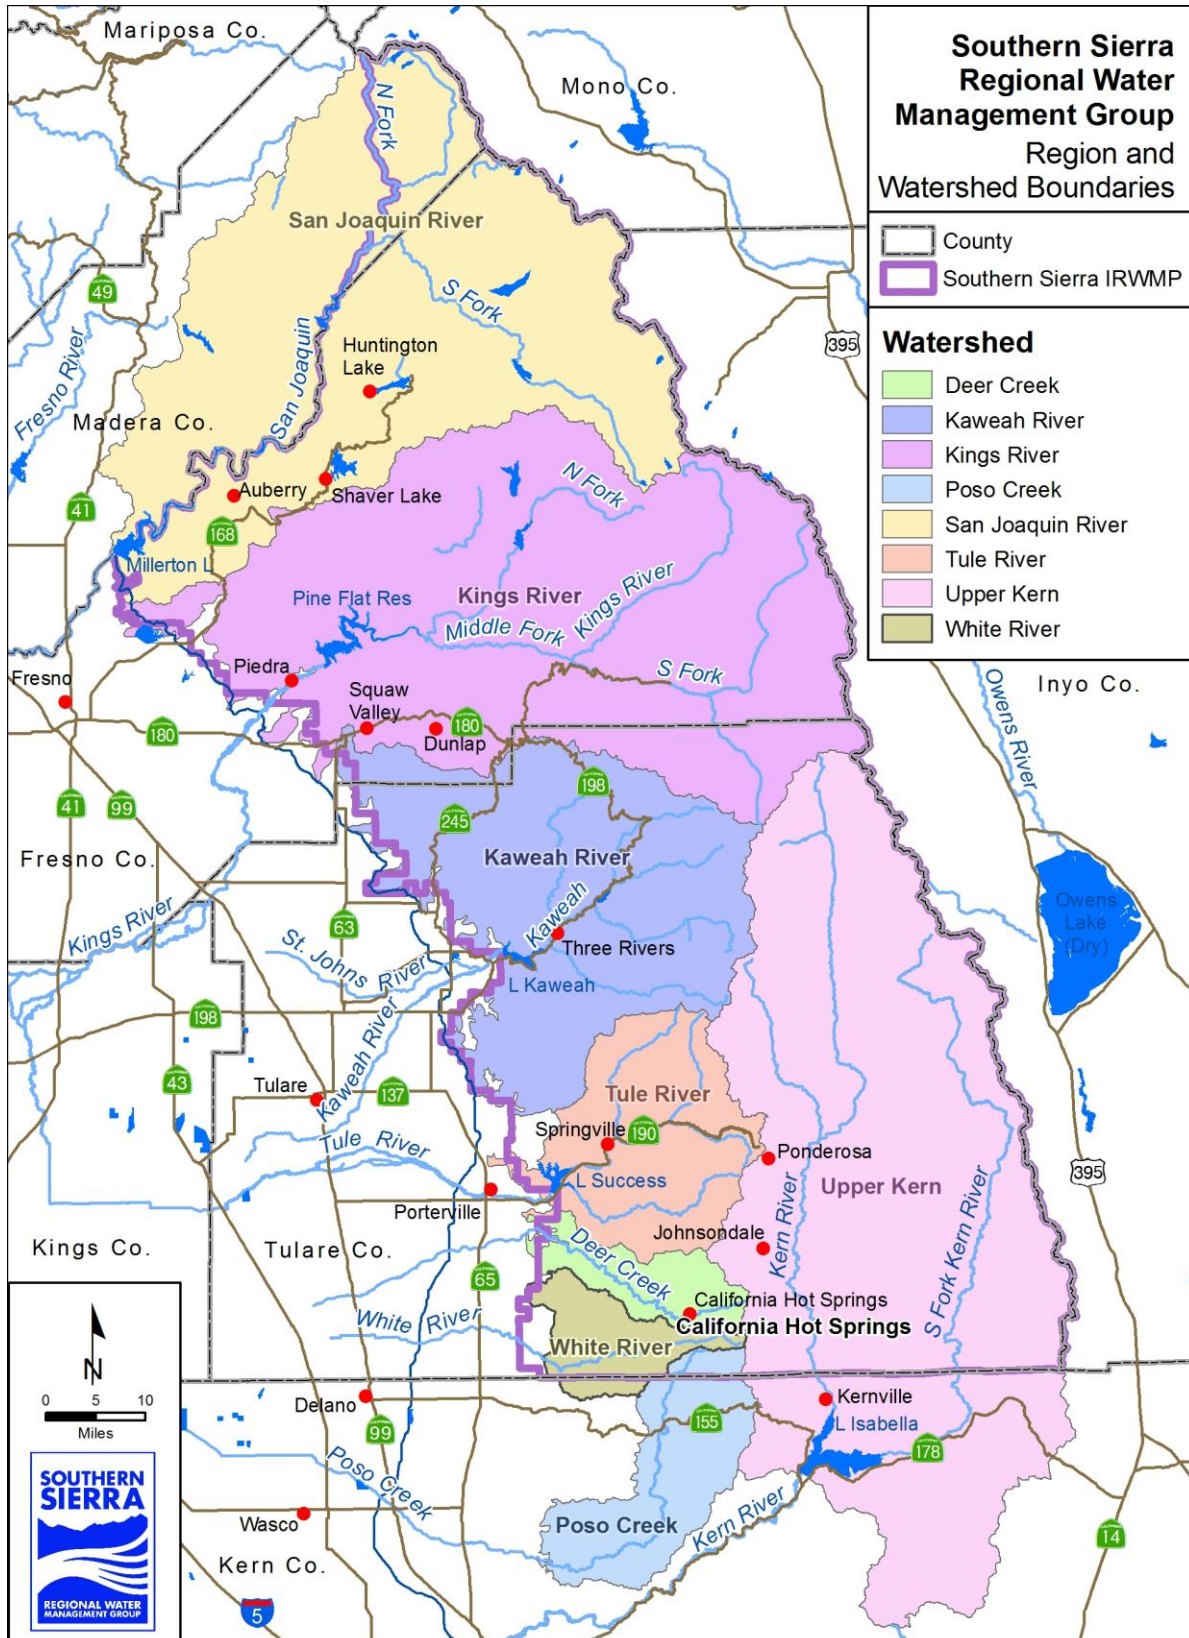 Southern Sierra
Regional Water
Management Group
Region and
Watershed Boundaries
County
Southern Sierra IRWMP
Watershed
Deer Creek
Kaweah River
Kings River
Poso Creek
San Joaquin River
Tule River
Upper Kern
White River
Mariposa Co.
Mono Co.
N Fork
San Joaquin River
49
S Fork
395
Huntington
Lake
San Joaquin
Fresno River
Madera Co.
Auberry
Shaver Lake
N Fork
41
168
Millerton L
Pine Flat Res
Kings River
Kings River
Middle Fork
S Fork
Piedra
Fresno
Squaw
Valley
Inyo Co.
Owens River
180
180
Dunlap
198
41
99
245
Fresno Co.
Kaweah River
Owens
Lake
(Dry)
Kings River
63
Kaweah
Three Rivers
St. Johns River
L Kaweah
198
Kaweah River
43
Tulare
137
Tule River
Tule River
Springville
190
Ponderosa
395
L Success
Upper Kern
Porterville
Kern River
S Fork Kern River
Johnsondale
Kings Co.
Tulare Co.
Deer Creek
65
California Hot Springs
California Hot Springs
White River
White River
N
0 5 10
Miles
Delano
Kernville
L Isabella
155
99
178
Poso Creek
SOUTHERN
SIERRA
Wasco
Poso Creek
Kern River
14
Kern Co.
REGIONAL WATER
MANAGEMENT GROUP
5